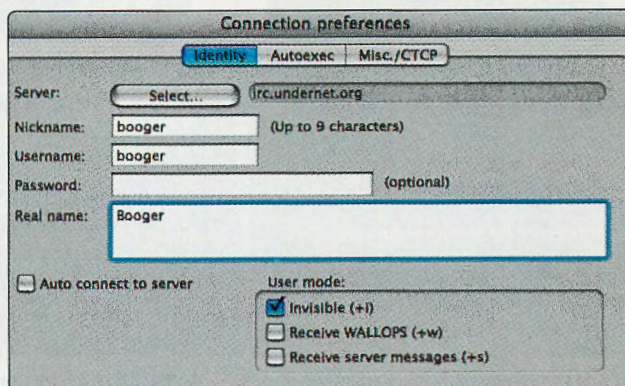 Connection preferences
Identity Autoexec Misc./CTCP
Server: Select... irc.undernet.org
Nickname: booger (Up to 9 characters)
Username: booger
Password: (optional)
Real name: Booger
Auto connect to server
User mode:
Invisible (+i)
Receive WALLOPS (+w)
Receive server messages (+s)